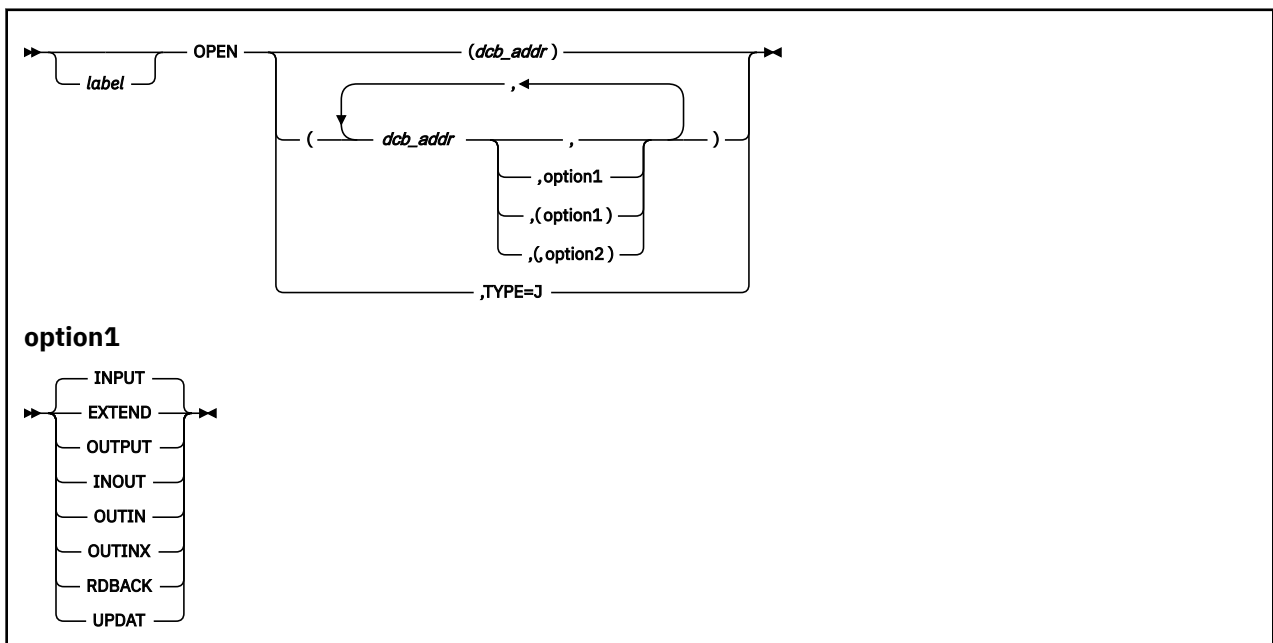 OPEN (dcb_addr)
label
,
( dcb_addr , )
,option1
,(option1)
,(,option2)
,TYPE=J
option1
INPUT
EXTEND
OUTPUT
INOUT
OUTIN
OUTINX
RDBACK
UPDAT